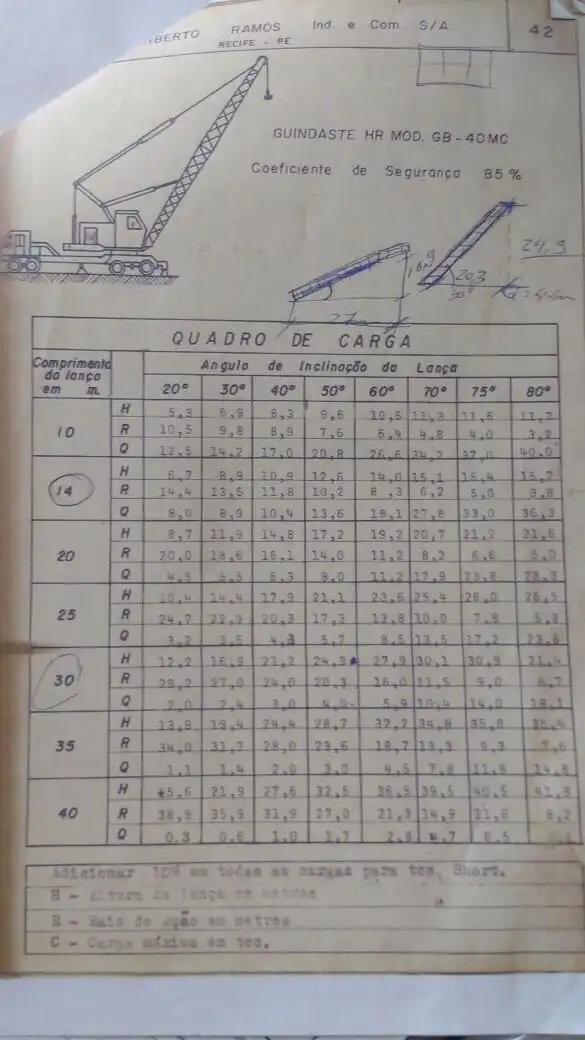 RAMOS Ind. e Com. S/A 42
RECIFE - PE
GUINDASTE HR MOD. GB - 40MC
Coeficiente de Segurança 85 %
24,9
16,9
20,3
50°
27m
QUADRO DE CARGA
Comprimento da lança em m. Angulo de Inclinação da Lança
20° 30° 40° 50° 60° 70° 75° 80°
10
H 5,3 6,9 8,3 9,6 10,6 11,3 11,6 11,7
R 10,5 9,8 8,9 7,6 6,4 4,8 4,0 3,2
Q 12,5 14,2 17,0 20,8 26,6 34,2 37,8 40,0
14
H 6,7 8,9 10,9 12,6 14,0 15,1 15,4 15,7
R 14,4 13,5 11,8 10,2 8,3 6,2 5,0 3,8
Q 8,0 8,9 10,4 13,6 18,1 27,8 33,0 36,3
20
H 8,7 11,9 14,8 17,2 19,2 20,7 21,2 21,6
R 20,0 18,6 16,1 14,0 11,2 8,2 6,6 5,0
Q 4,5 5,5 6,3 8,0 11,2 17,9 23,8 28,3
25
H 10,4 14,4 17,9 21,1 23,6 25,4 26,0 26,5
R 24,7 22,9 20,3 17,3 13,8 10,0 7,8 5,8
Q 3,2 3,5 4,3 5,7 8,5 13,5 17,2 23,6
30
H 12,2 16,9 21,2 24,9 27,9 30,1 30,9
R 29,2 27,0 24,0 20,3 16,0 11,5 9,0 6,7
Q 2,0 2,4 3,0 4,0 5,9 10,4 14,0 18,1
35
H 13,9 19,4 24,4 28,7 32,2 34,8 35,8
R 34,0 31,7 28,0 23,6 18,7 13,3 9,3 7,6
Q 1,1 1,4 2,0 3,0 4,5 7,8 11,8 14,8
40
H 15,6 21,9 27,6 32,5 36,5 39,5 40,5 41,3
R 38,9 35,9 31,9 27,0 21,3 14,9 11,6 8,2
Q 0,3 0,6 1,0 1,7 2,8 4,7 6,5
Adicionar 10% em todas as cargas para ton. Short.
H - Altura da lança em metros
R - Raio de ação em metros
C - Carga máxima em ton.